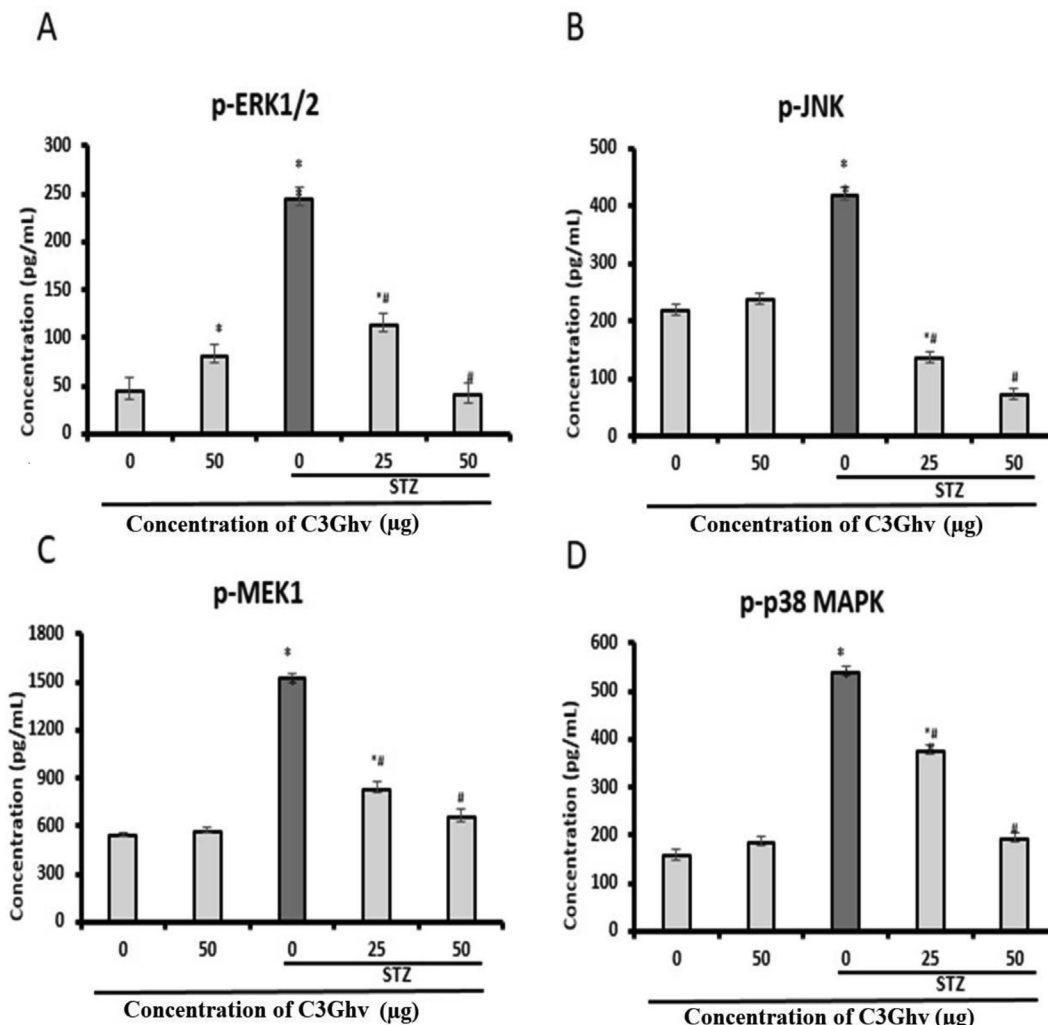 A
p-ERK1/2
Concentration (pg/mL)
300
250
200
150
100
50
0
‡
‡
‡
*#
#
0 50 0 25 50
STZ
Concentration of C3Ghv (μg)
B
p-JNK
Concentration (pg/mL)
500
400
300
200
100
0
‡
‡
*#
#
0 50 0 25 50
STZ
Concentration of C3Ghv (μg)
C
p-MEK1
Concentration (pg/mL)
1800
1500
1200
900
600
300
0
‡
*#
#
0 50 0 25 50
STZ
Concentration of C3Ghv (μg)
D
p-p38 MAPK
Concentration (pg/mL)
600
500
400
300
200
100
0
‡
*#
#
0 50 0 25 50
STZ
Concentration of C3Ghv (μg)